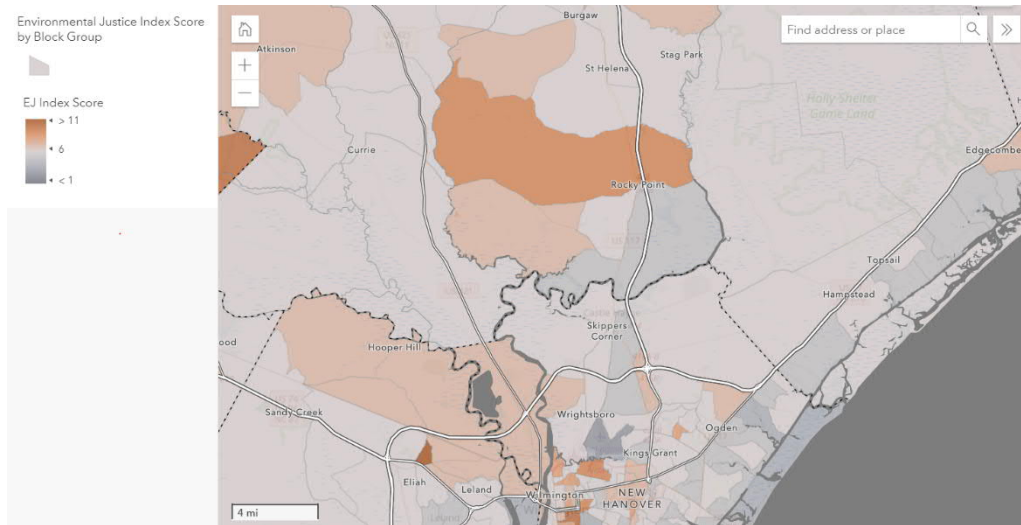 Environmental Justice Index Score
by Block Group
EJ Index Score
> 11
6
< 1
Find address or place
Burgaw
Atkinson
St Helena
Stag Park
Holly Shelter
Game Land
Currie
Edgecombe
Rocky Point
Topsail
Hampstead
Skippers
Corner
Hooper Hill
ood
Sandy Creek
Wrightsboro
Ogden
Kings Grant
Eliah
Leland
Wilmington
NEW
HANOVER
4 mi